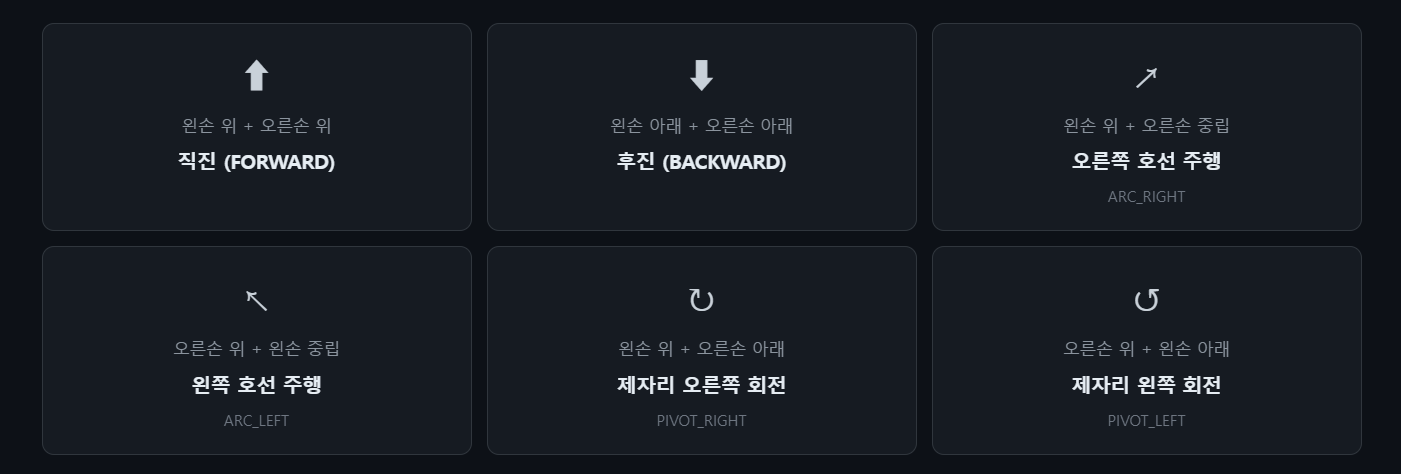 왼손 위 + 오른손 위
직진 (FORWARD)
왼손 아래 + 오른손 아래
후진 (BACKWARD)
왼손 위 + 오른손 중립
오른쪽 호선 주행
ARC_RIGHT
오른손 위 + 왼손 중립
왼쪽 호선 주행
ARC_LEFT
왼손 위 + 오른손 아래
제자리 오른쪽 회전
PIVOT_RIGHT
오른손 위 + 왼손 아래
제자리 왼쪽 회전
PIVOT_LEFT